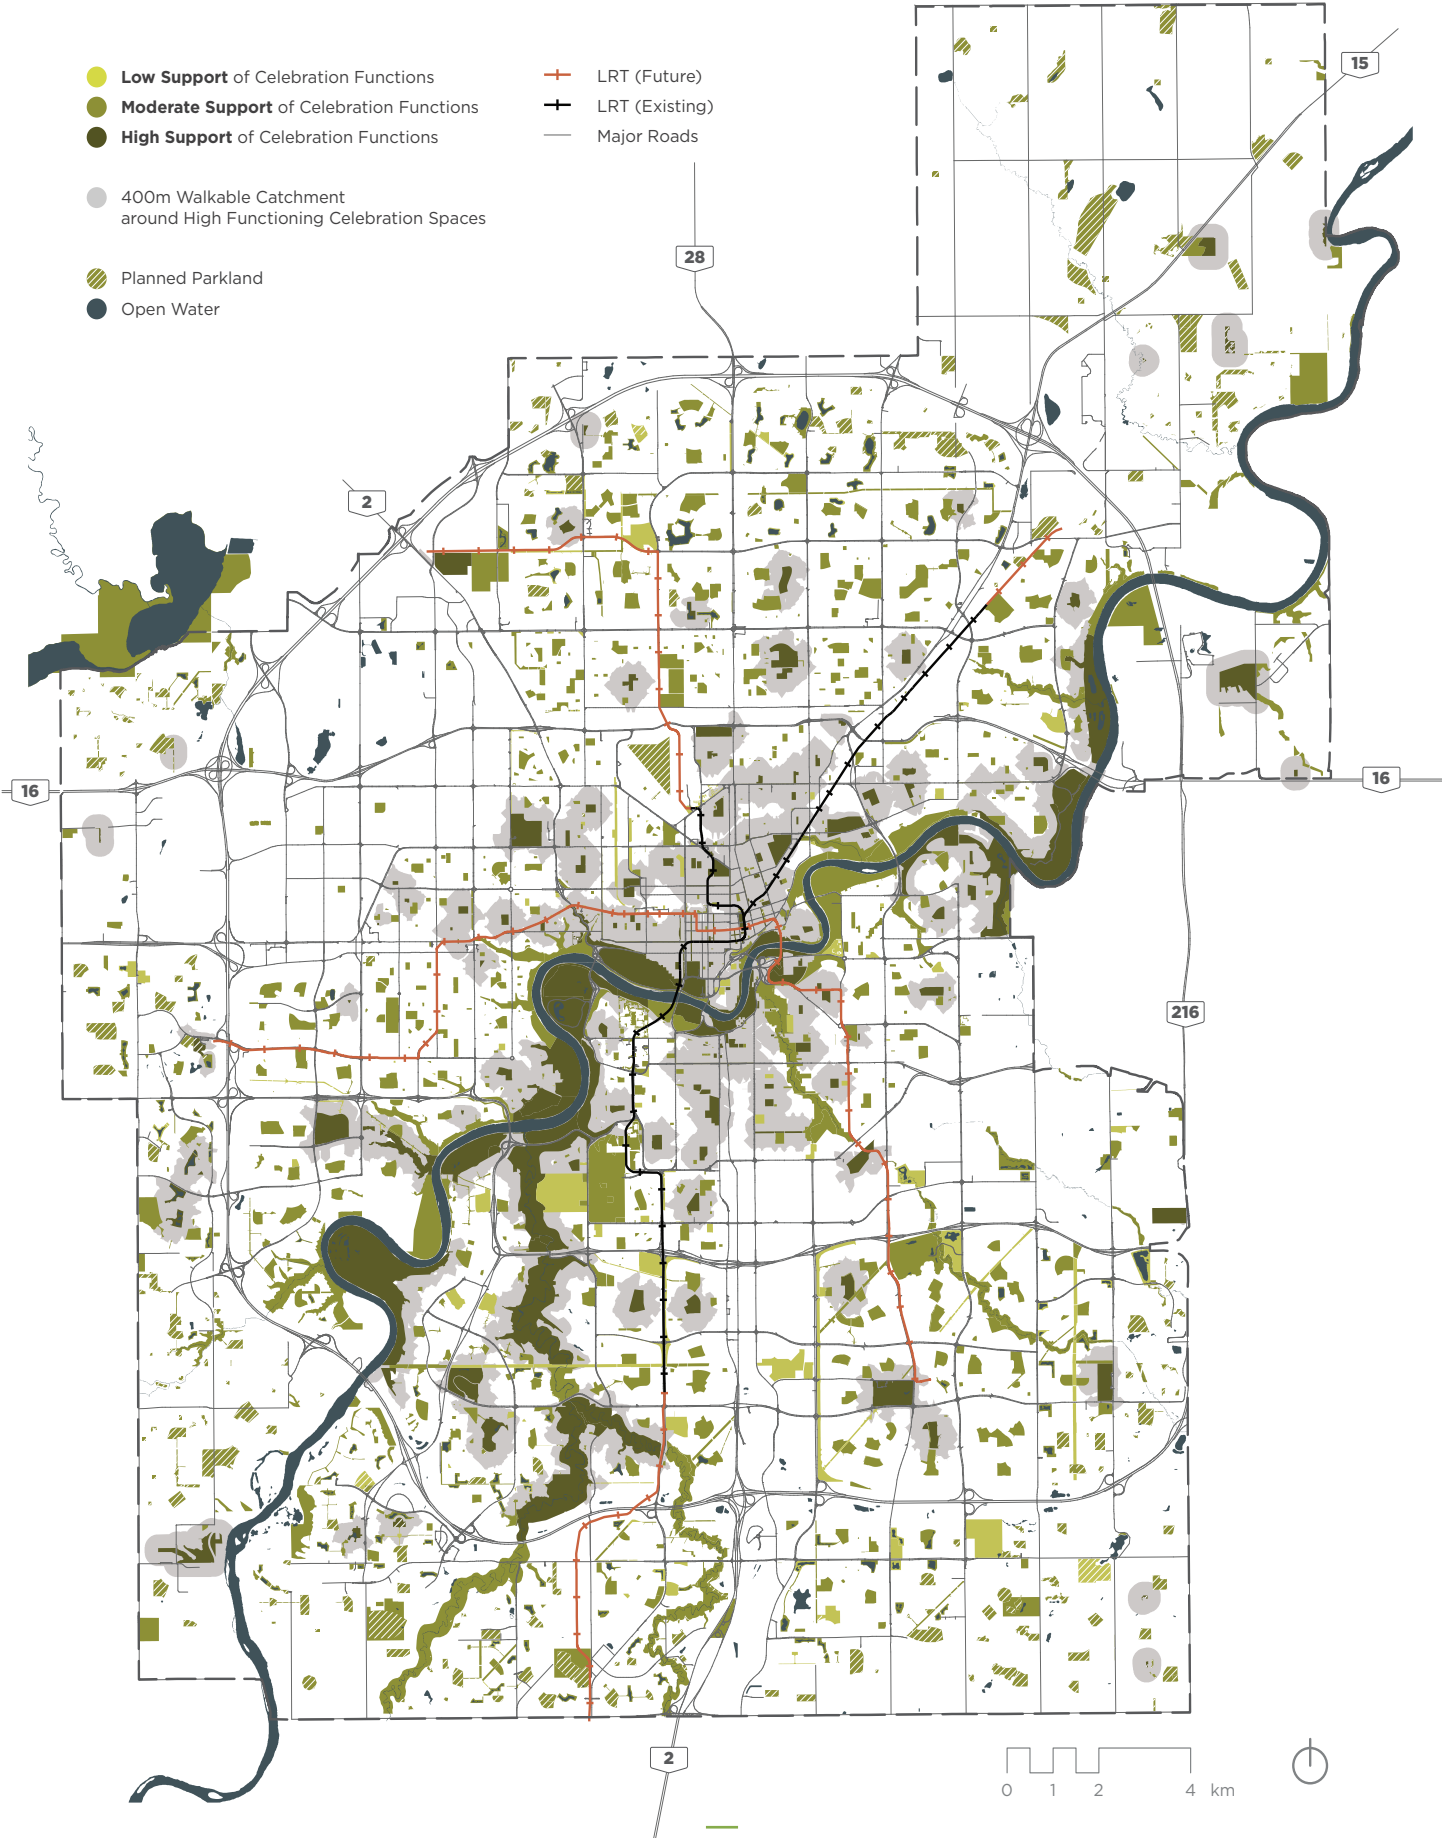 Low Support of Celebration Functions
Moderate Support of Celebration Functions
High Support of Celebration Functions
400m Walkable Catchment
around High Functioning Celebration Spaces
Planned Parkland
Open Water
LRT (Future)
LRT (Existing)
Major Roads
15
28
2
16
16
216
2
0 1 2 4 km